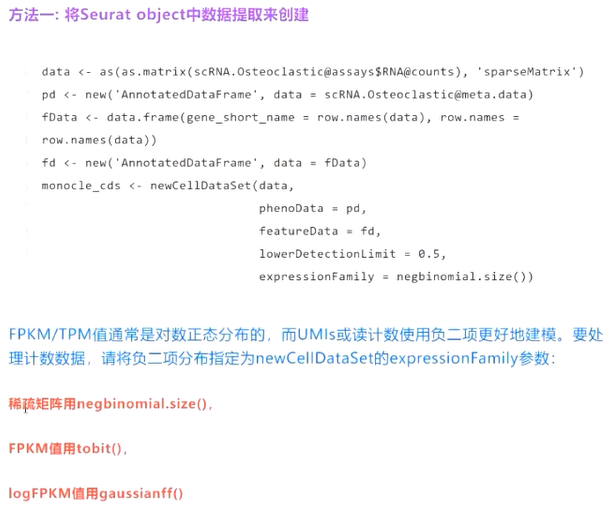 方法一: 将Seurat object中数据提取来创建
data <- as(as.matrix(scRNA.Osteoclastic@assays$RNA@counts), 'sparseMatrix')
pd <- new('AnnotatedDataFrame', data = scRNA.Osteoclastic@meta.data)
fData <- data.frame(gene_short_name = row.names(data), row.names =
row.names(data))
fd <- new('AnnotatedDataFrame', data = fData)
monocle_cds <- newCellDataSet(data,
phenoData = pd,
featureData = fd,
lowerDetectionLimit = 0.5,
expressionFamily = negbinomial.size())
FPKM/TPM值通常是对数正态分布的，而UMIs或读计数使用负二项更好地建模。要处
理计数数据，请将负二项分布指定为newCellDataSet的expressionFamily参数：
稀疏矩阵用negbinomial.size()，
FPKM值用tobit()，
logFPKM值用gaussianff()